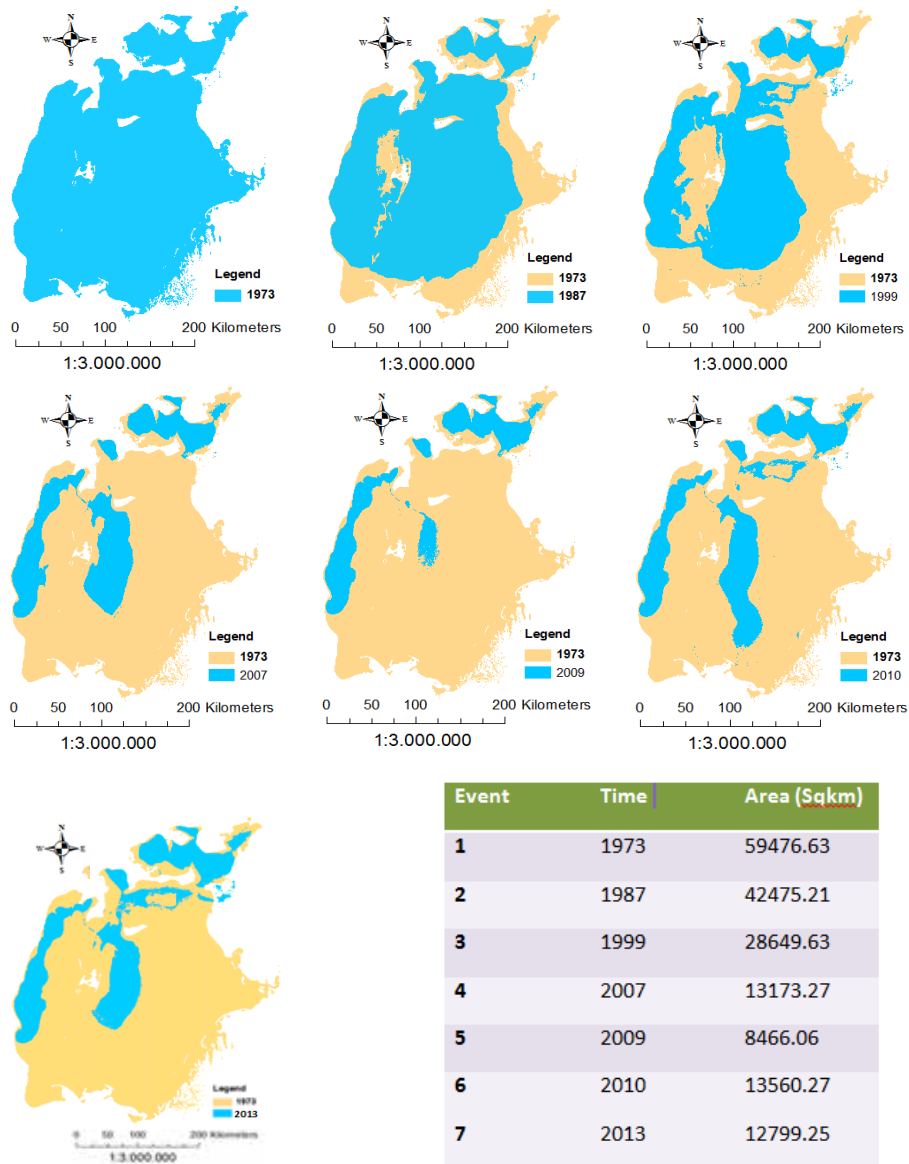 N
W E
S
Legend
1973
0 50 100 200 Kilometers
1:3.000.000
N
W E
S
Legend
1973
1987
0 50 100 200 Kilometers
1:3.000.000
N
W E
S
Legend
1973
1999
0 50 100 200 Kilometers
1:3.000.000
N
W E
S
Legend
1973
2007
0 50 100 200 Kilometers
1:3.000.000
N
W E
S
Legend
1973
2009
0 50 100 200 Kilometers
1:3.000.000
N
W E
S
Legend
1973
2010
0 50 100 200 Kilometers
1:3.000.000
N
W E
S
Legend
1973
2013
0 50 100 200 Kilometers
1:3.000.000
Event Time Area (Sqkm)
1 1973 59476.63
2 1987 42475.21
3 1999 28649.63
4 2007 13173.27
5 2009 8466.06
6 2010 13560.27
7 2013 12799.25